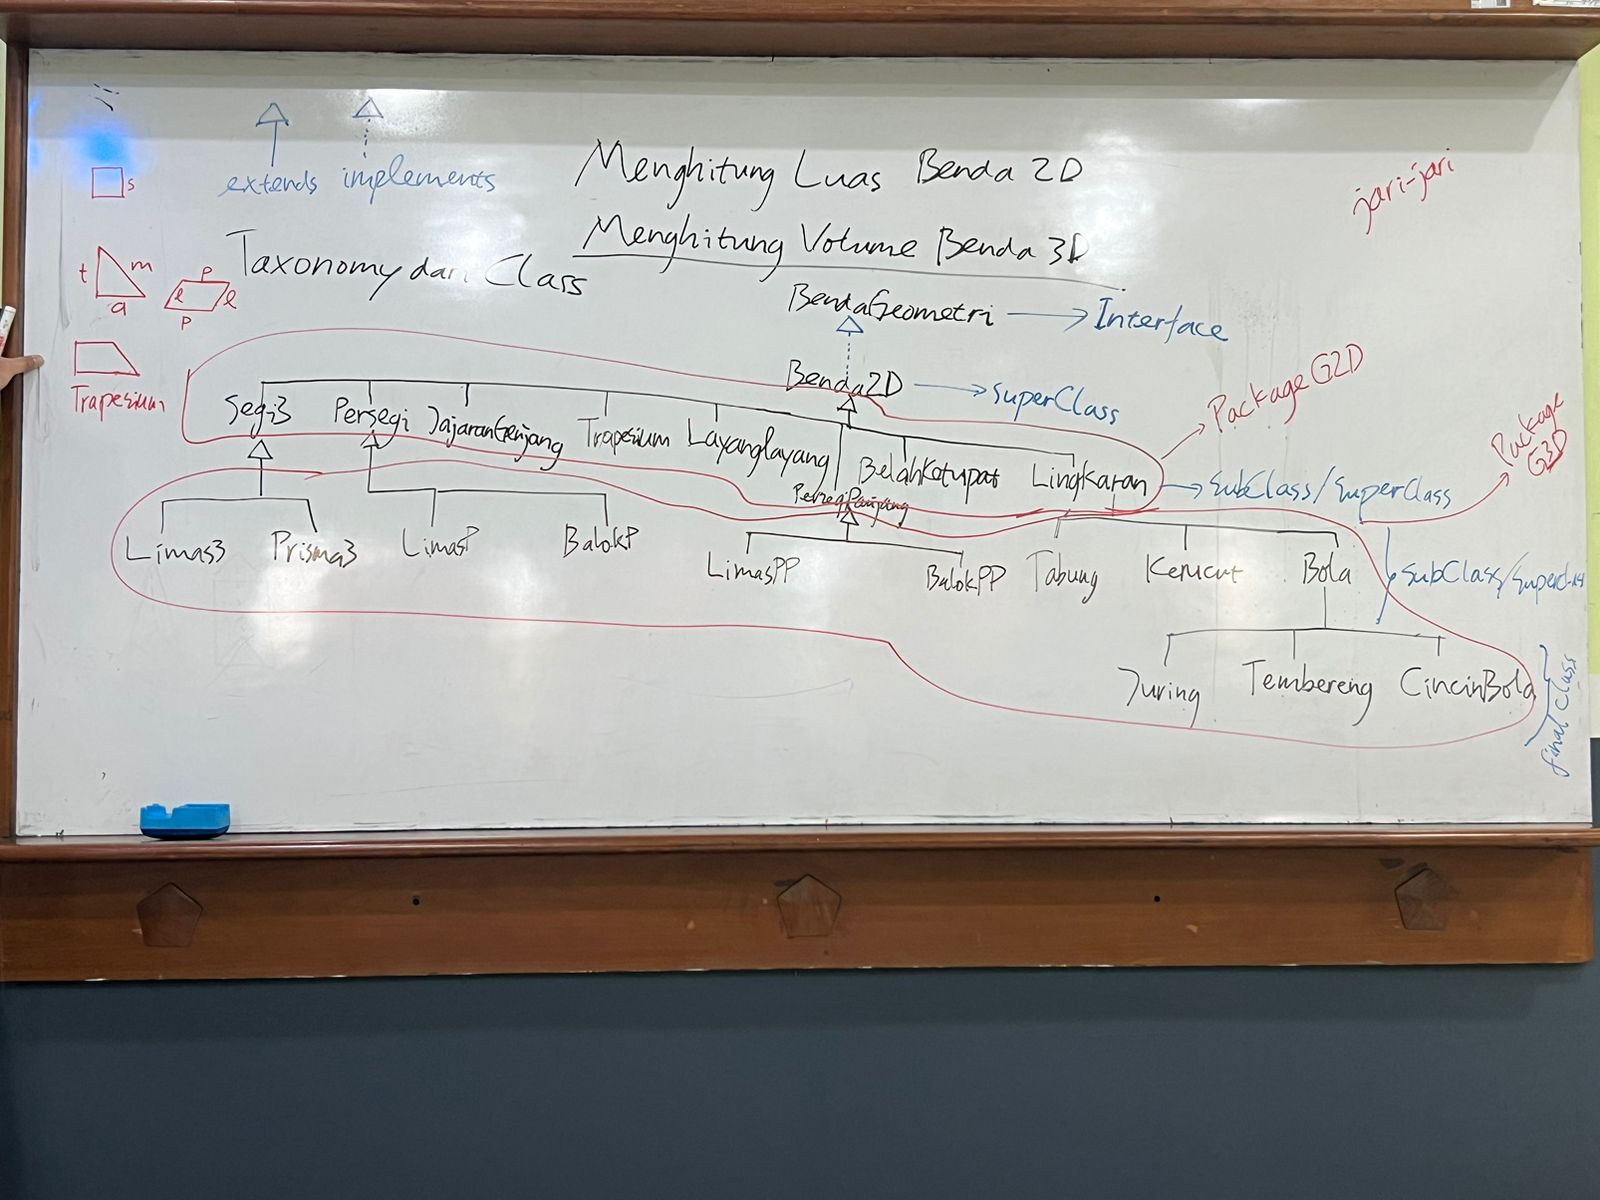 extends implements
Menghitung Luas Benda 2D
Menghitung Volume Benda 3D
Taxonomy dari Class
jari-jari
s
t m
a
p
l l
p
Trapesium
BendaGeometri Interface
Benda2D SuperClass
Package G2D
Package G3D
Segi3 Persegi JajaranGenjang Trapesium Layanglayang PersegiPanjang BelahKetupat Lingkaran
SubClass/SuperClass
Limas3 Prisma3 LimasP BalokP LimasPP BalokPP Tabung Kerucut Bola
SubClass/Superclass
Juring Tembereng CincinBola
final Class